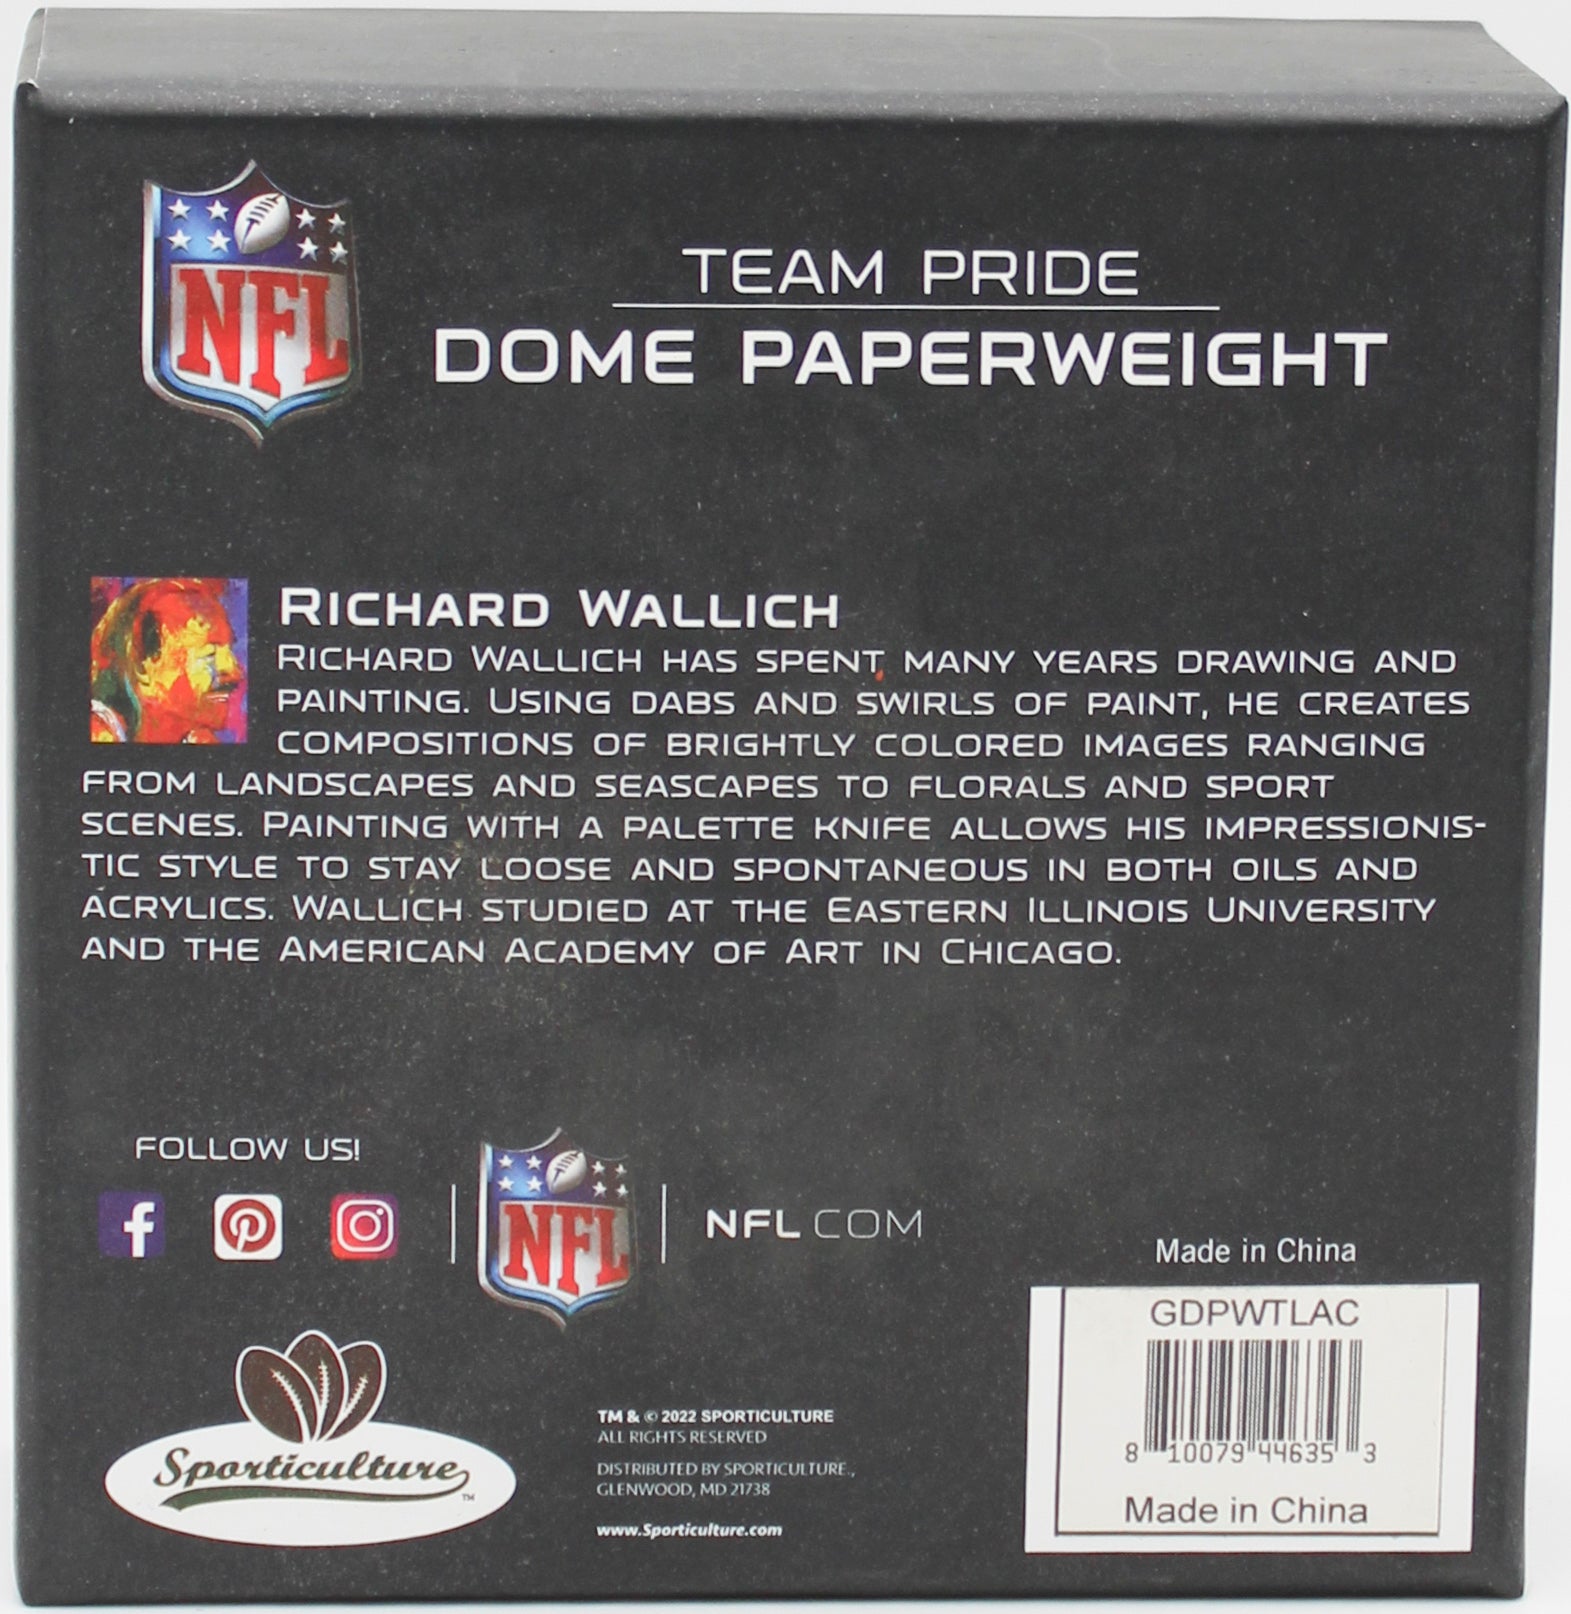 NFL
TEAM PRIDE
DOME PAPERWEIGHT
RICHARD WALLICH
RICHARD WALLICH HAS SPENT MANY YEARS DRAWING AND
PAINTING. USING DABS AND SWIRLS OF PAINT, HE CREATES
COMPOSITIONS OF BRIGHTLY COLORED IMAGES RANGING
FROM LANDSCAPES AND SEASCAPES TO FLORALS AND SPORT
SCENES. PAINTING WITH A PALETTE KNIFE ALLOWS HIS IMPRESSIONIS-
TIC STYLE TO STAY LOOSE AND SPONTANEOUS IN BOTH OILS AND
ACRYLICS. WALLICH STUDIED AT THE EASTERN ILLINOIS UNIVERSITY
AND THE AMERICAN ACADEMY OF ART IN CHICAGO.
FOLLOW US!
NFL
NFL COM
Made in China
GDPWTLAC
8 10079 44635 3
Made in China
Sporticulture TM
TM & © 2022 SPORTICULTURE
ALL RIGHTS RESERVED
DISTRIBUTED BY SPORTICULTURE.,
GLENWOOD, MD 21738
www.Sporticulture.com